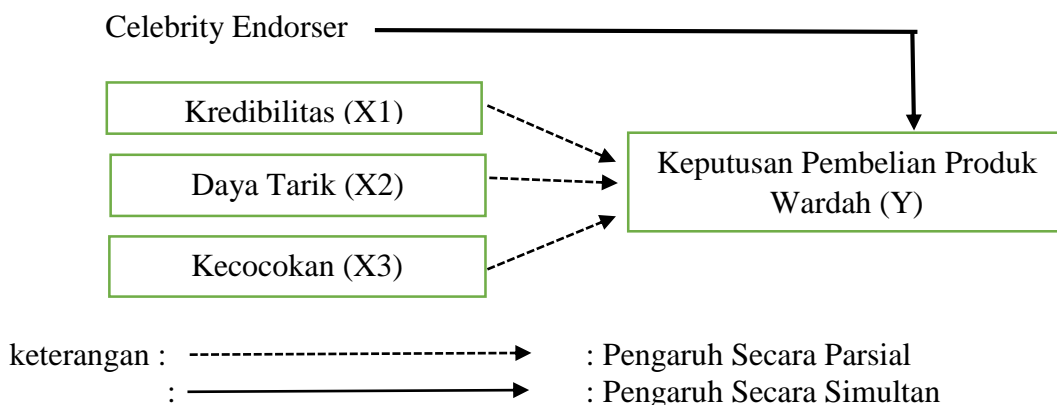 Celebrity Endorser
Kredibilitas (X1)
Daya Tarik (X2)
Kecocokan (X3)
Keputusan Pembelian Produk
Wardah (Y)
keterangan : : Pengaruh Secara Parsial
: : Pengaruh Secara Simultan